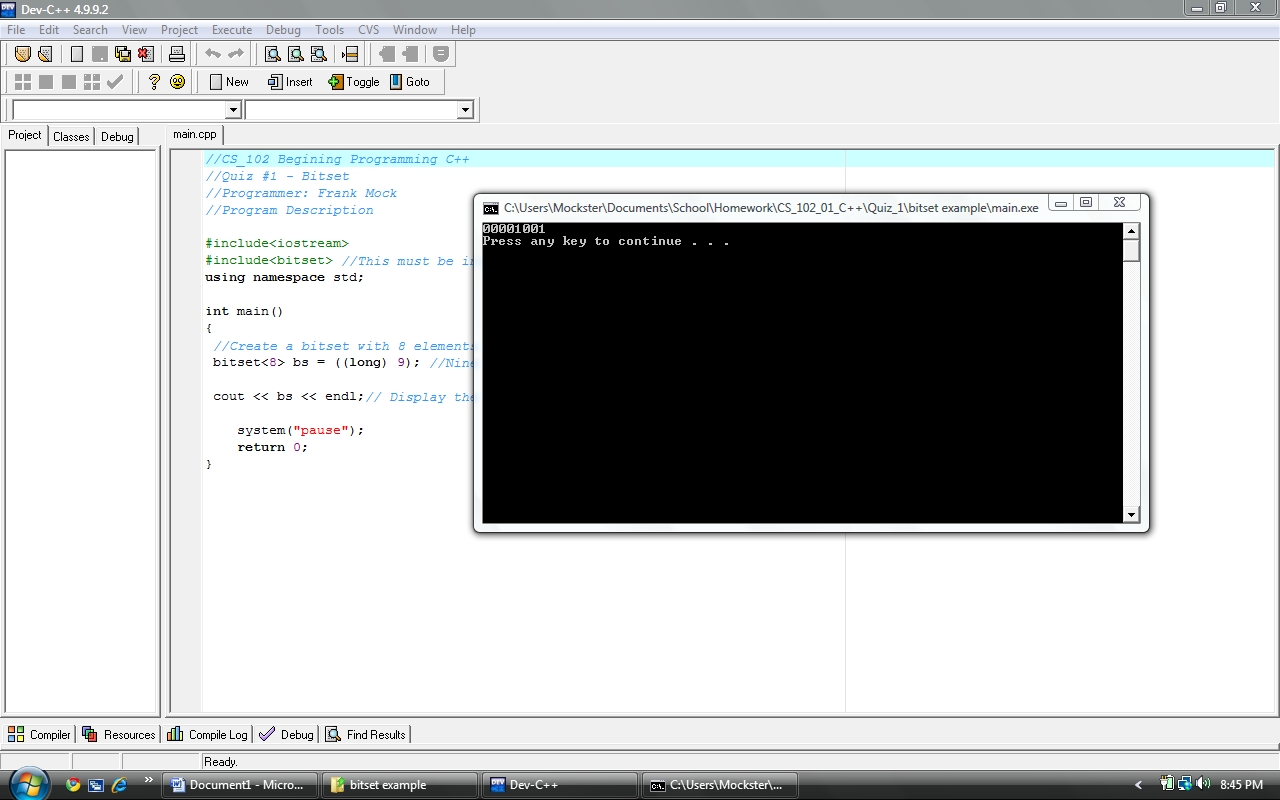 Dev-C++ 4.9.9.2
File Edit Search View Project Execute Debug Tools CVS Window Help
New Insert Toggle Goto
Project Classes Debug
main.cpp
//CS_102 Begining Programming C++
//Quiz #1 - Bitset
//Programmer: Frank Mock
//Program Description
#include<iostream>
#include<bitset> //This must be
using namespace std;
int main()
{
//Create a bitset with 8 elements
bitset<8> bs = ((long) 9); //Nine
cout << bs << endl;// Display the
system("pause");
return 0;
}
C:\Users\Mockster\Documents\School\Homework\CS_102_01_C++\Quiz_1\bitset example\main.exe
00001001
Press any key to continue . . .
Compiler Resources Compile Log Debug Find Results
Ready.
Document1 - Micro... bitset example Dev-C++ C:\Users\Mockster\... 8:45 PM